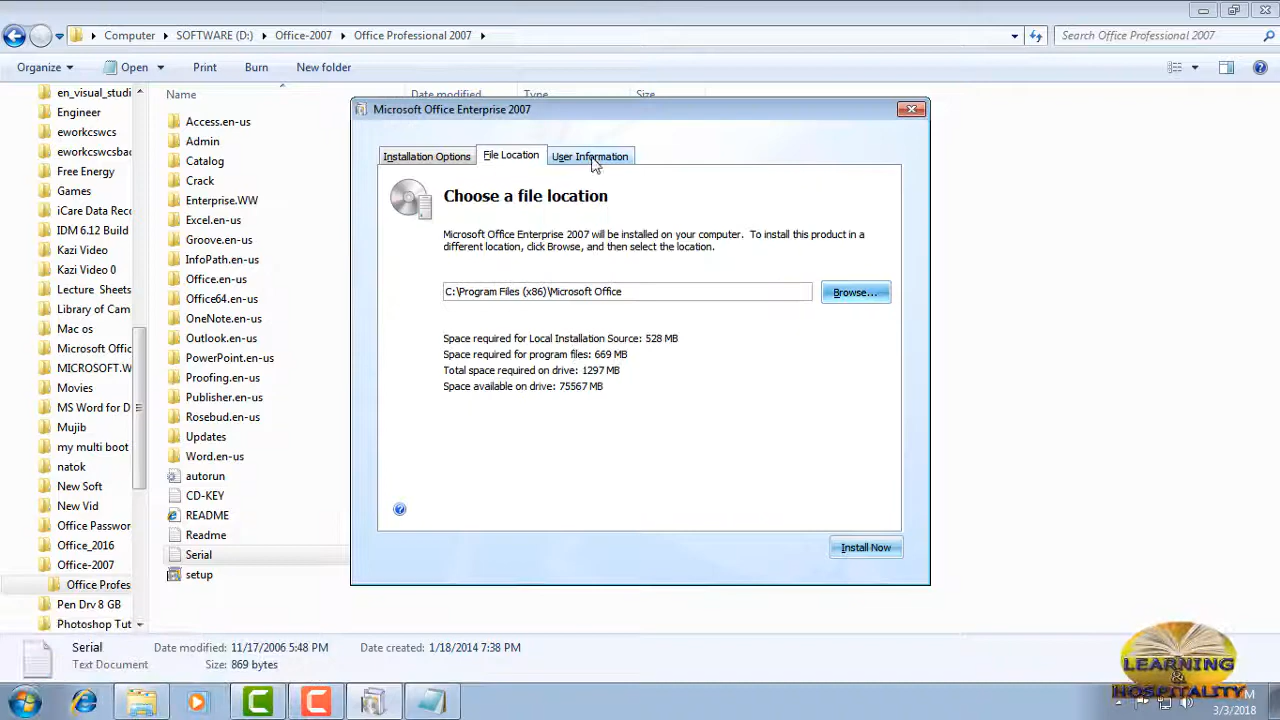 Computer SOFTWARE (D:) Office-2007 Office Professional 2007
Search Office Professional 2007
Organize Open Print Burn New folder
en_visual_studi
Engineer
eworkcswcs
eworkcswcsba
Free Energy
Games
iCare Data Rec
IDM 6.12 Build
Kazi Video
Kazi Video 0
Lecture Sheets
Library of Cam
Mac os
Microsoft Offic
MICROSOFT.W
Movies
MS Word for D
Mujib
my multi boot
natok
New Soft
New Vid
Office Passwor
Office_2016
Office-2007
Office Profes
Pen Drv 8 GB
Photoshop Tut
Name Date modified Type Size
Access.en-us
Admin
Catalog
Crack
Enterprise.WW
Excel.en-us
Groove.en-us
InfoPath.en-us
Office.en-us
Office64.en-us
OneNote.en-us
Outlook.en-us
PowerPoint.en-us
Proofing.en-us
Publisher.en-us
Rosebud.en-us
Updates
Word.en-us
autorun
CD-KEY
README
Readme
Serial
setup
Microsoft Office Enterprise 2007
Installation Options File Location User Information
Choose a file location
Microsoft Office Enterprise 2007 will be installed on your computer. To install this product in a
different location, click Browse, and then select the location.
C:\Program Files (x86)\Microsoft Office
Browse...
Space required for Local Installation Source: 528 MB
Space required for program files: 669 MB
Total space required on drive: 1297 MB
Space available on drive: 75567 MB
Install Now
Serial Date modified: 11/17/2006 5:48 PM Date created: 1/18/2014 7:38 PM
Text Document Size: 869 bytes
LEARNING
&
HOSPITALITY
3/3/2018